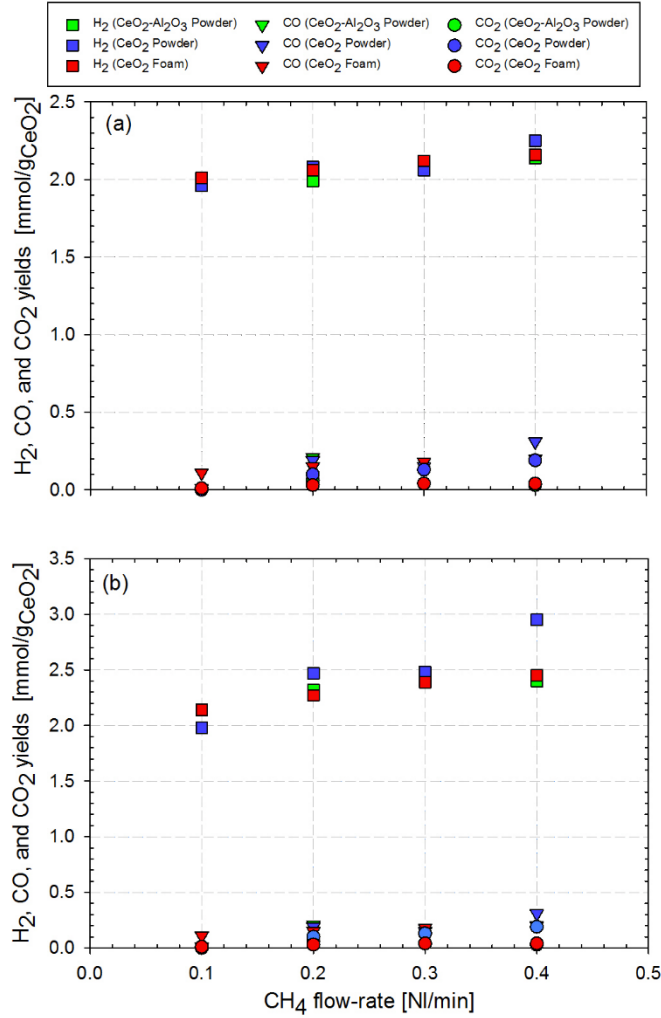 H2 (CeO2-Al2O3 Powder) CO (CeO2-Al2O3 Powder) CO2 (CeO2-Al2O3 Powder)
H2 (CeO2 Powder) CO (CeO2 Powder) CO2 (CeO2 Powder)
H2 (CeO2 Foam) CO (CeO2 Foam) CO2 (CeO2 Foam)
(a)
H2, CO, and CO2 yields [mmol/gCeO2]
2.5
2.0
1.5
1.0
0.5
0.0
(b)
H2, CO, and CO2 yields [mmol/gCeO2]
3.5
3.0
2.5
2.0
1.5
1.0
0.5
0.0
0.0 0.1 0.2 0.3 0.4 0.5
CH4 flow-rate [Nl/min]